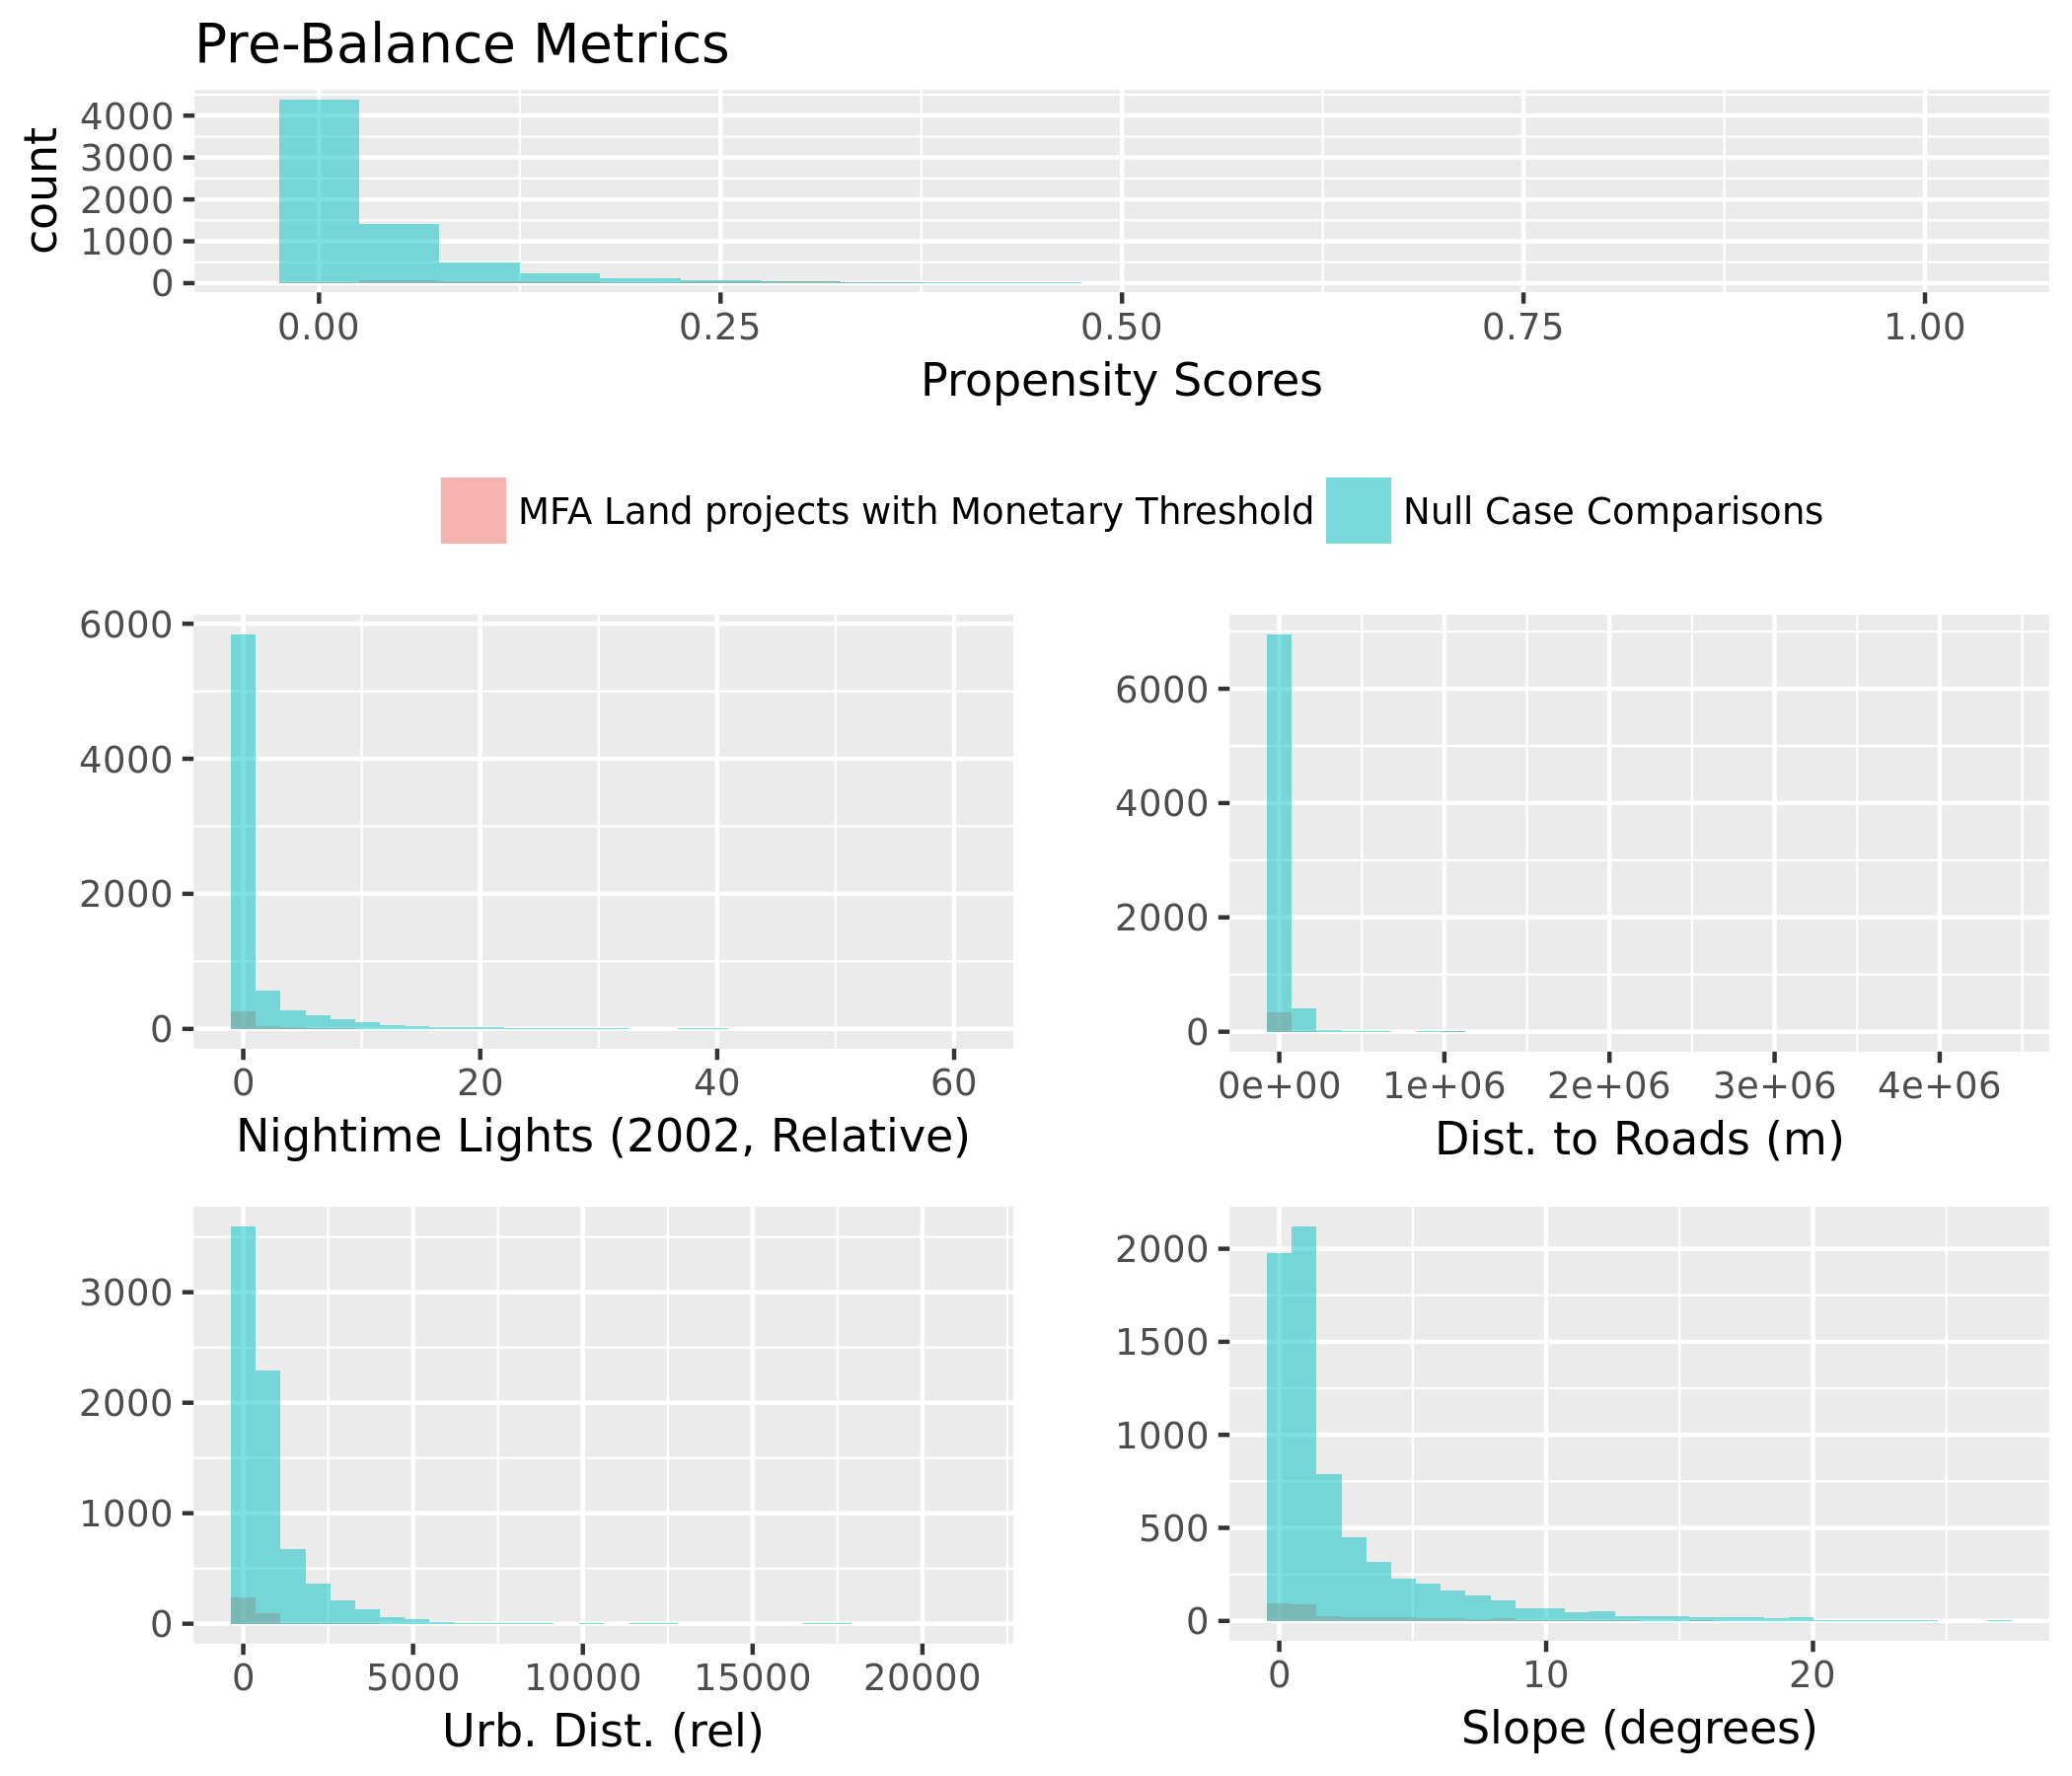 Pre-Balance Metrics
count
4000
3000
2000
1000
0
0.00 0.25 0.50 0.75 1.00
Propensity Scores
MFA Land projects with Monetary Threshold Null Case Comparisons
6000
4000
2000
0
0 20 40 60
Nightime Lights (2002, Relative)
6000
4000
2000
0
0e+00 1e+06 2e+06 3e+06 4e+06
Dist. to Roads (m)
3000
2000
1000
0
0 5000 10000 15000 20000
Urb. Dist. (rel)
2000
1500
1000
500
0
0 10 20
Slope (degrees)